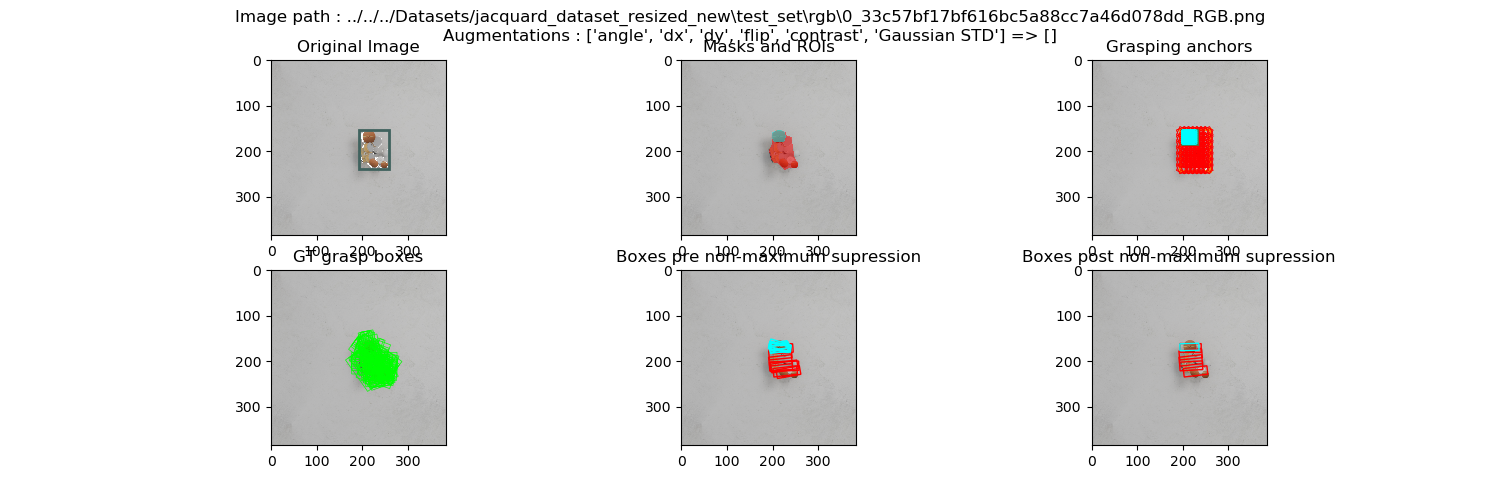 Image path : ../../../Datasets/jacquard_dataset_resized_new\test_set\rgb\0_33c57bf17bf616bc5a88cc7a46d078dd_RGB.png
Augmentations : ['angle', 'dx', 'dy', 'flip', 'contrast', 'Gaussian STD'] => []
Original Image
Masks and ROIs
Grasping anchors
0
100
200
300
0 100 200 300
0
100
200
300
0 100 200 300
0
100
200
300
0 100 200 300
GT grasp boxes
Boxes pre non-maximum supression
Boxes post non-maximum supression
0
100
200
300
0 100 200 300
0
100
200
300
0 100 200 300
0
100
200
300
0 100 200 300